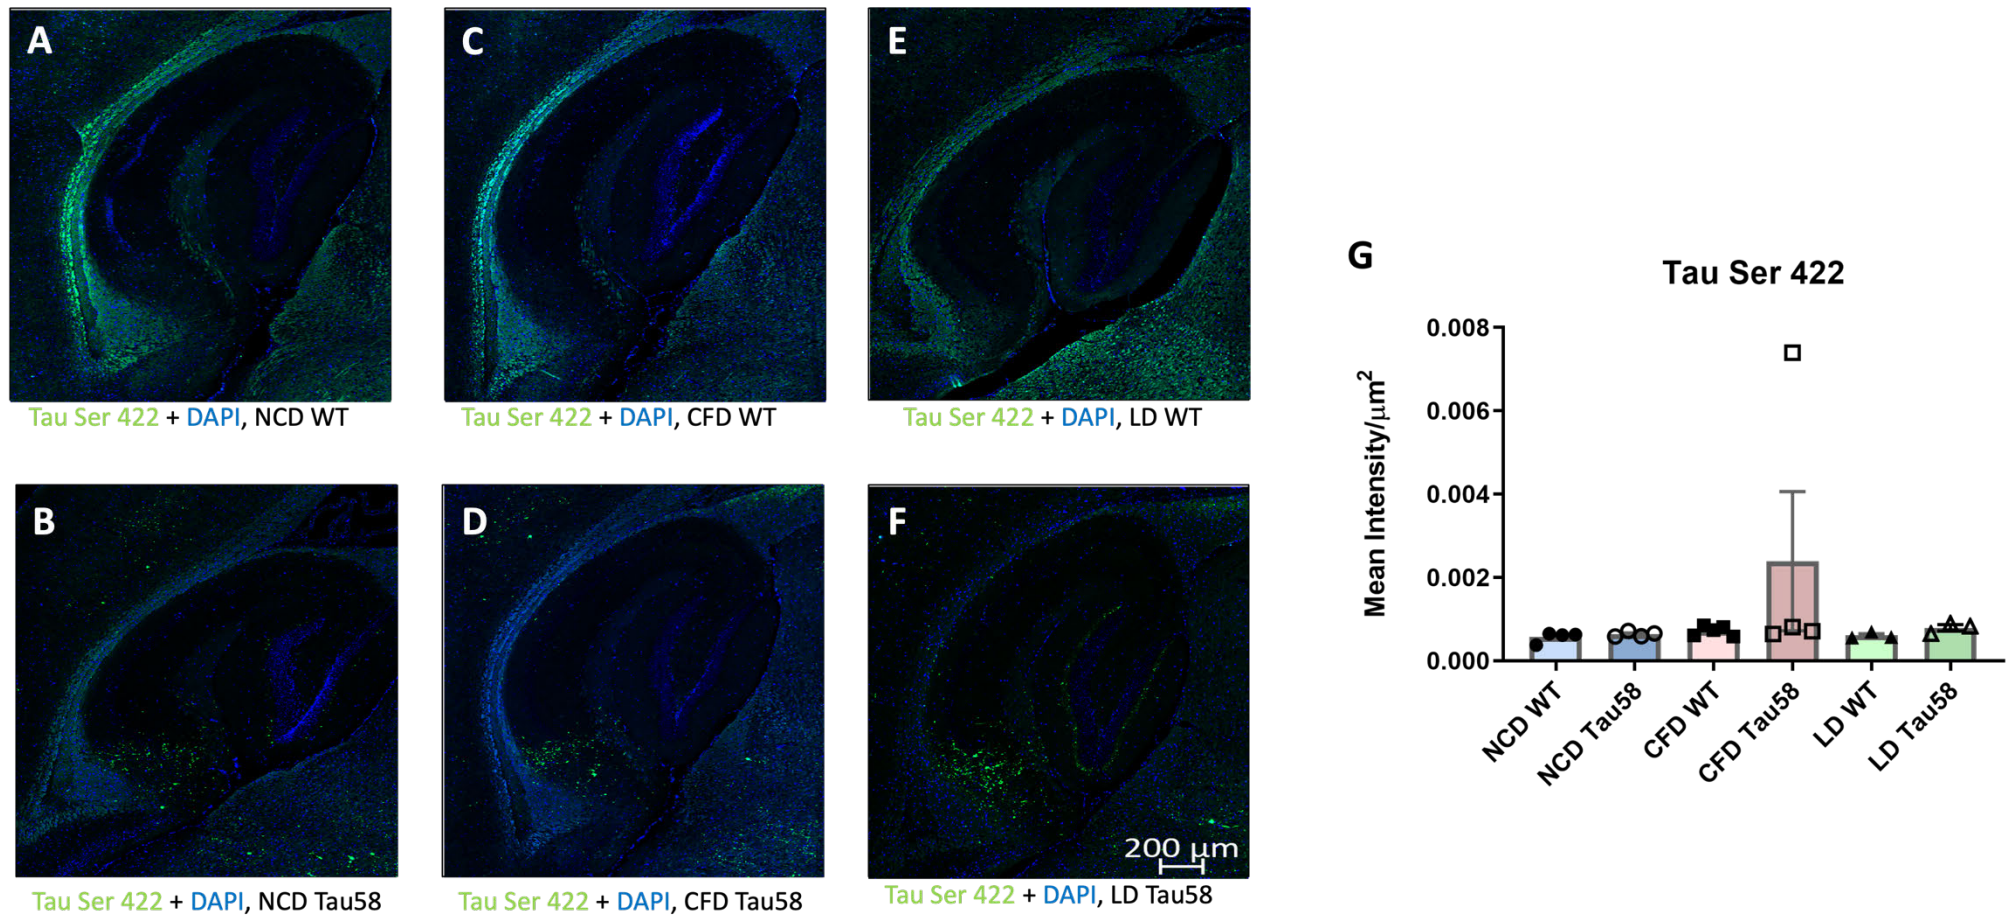 A
C
E
Tau Ser 422 + DAPI, NCD WT
Tau Ser 422 + DAPI, CFD WT
Tau Ser 422 + DAPI, LD WT
B
D
F
200 µm
Tau Ser 422 + DAPI, NCD Tau58
Tau Ser 422 + DAPI, CFD Tau58
Tau Ser 422 + DAPI, LD Tau58
G
Tau Ser 422
Mean Intensity/µm²
0.008
0.006
0.004
0.002
0.000
NCD WT
NCD Tau58
CFD WT
CFD Tau58
LD WT
LD Tau58